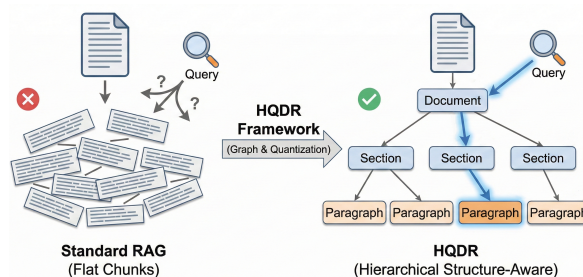 Query
?
?
Standard RAG
(Flat Chunks)
HQDR
Framework
(Graph & Quantization)
Query
Document
Section
Section
Section
Paragraph
Paragraph
Paragraph
Paragraph
HQDR
(Hierarchical Structure-Aware)